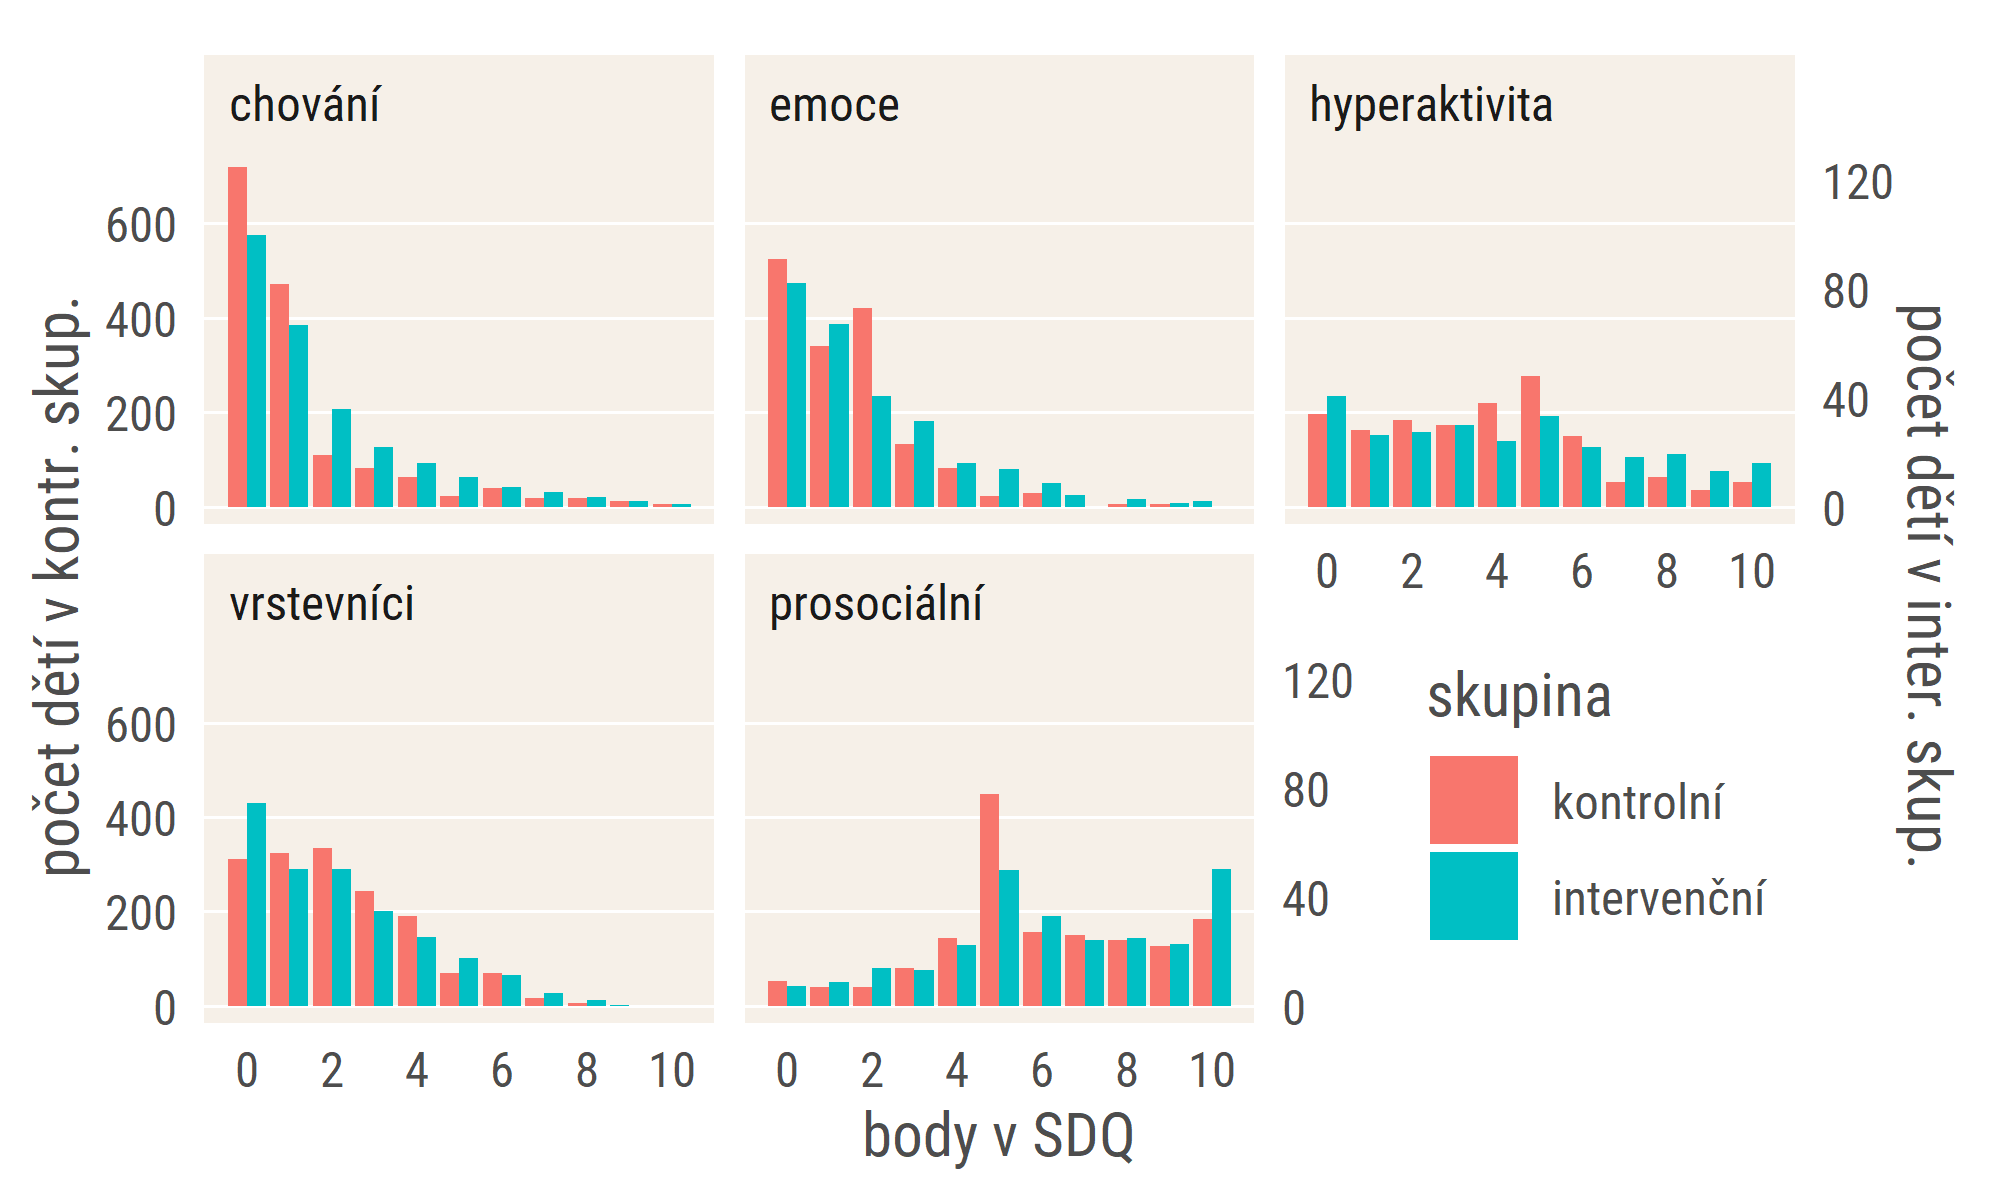 chování
emoce
hyperaktivita
600
400
200
0
120
80
40
0
0 2 4 6 8 10
vrstevníci
prosociální
600
400
200
0
120
80
40
0
0 2 4 6 8 10
0 2 4 6 8 10
body v SDQ
počet dětí v kontr. skup.
počet dětí v inter. skup.
skupina
kontrolní
intervenční